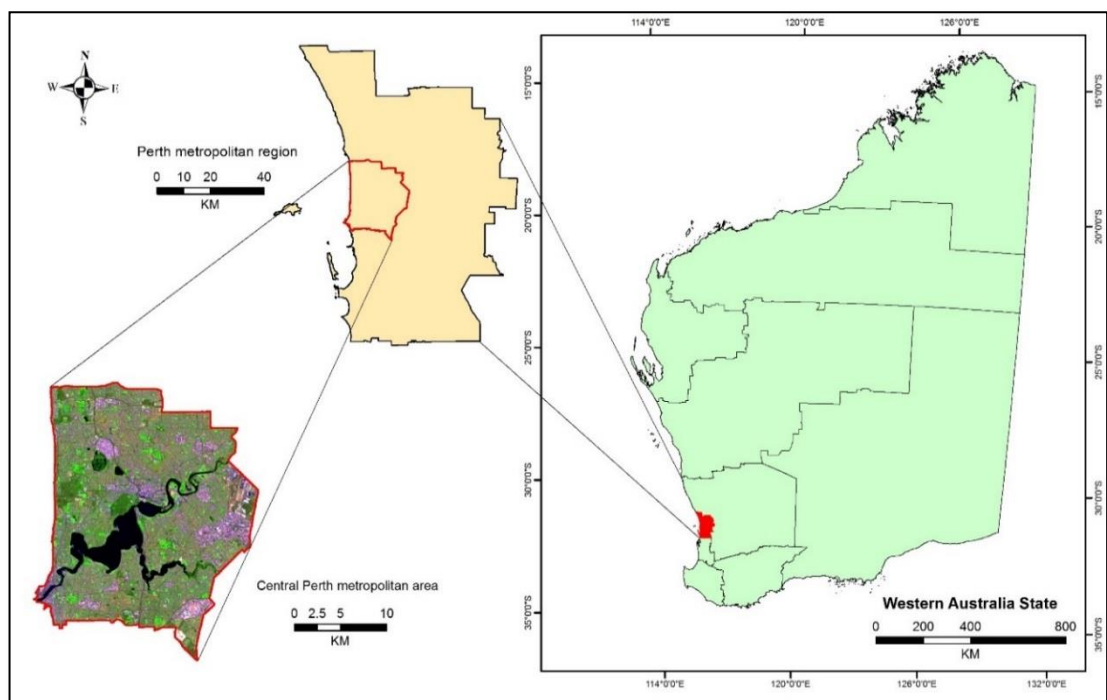 N
W E
S
Perth metropolitan region
0 10 20 40
KM
Central Perth metropolitan area
0 2.5 5 10
KM
114°0'0"E 120°0'0"E 126°0'0"E
15°0'0"S
20°0'0"S
25°0'0"S
30°0'0"S
35°0'0"S
15°0'0"S
20°0'0"S
25°0'0"S
30°0'0"S
35°0'0"S
Western Australia State
0 200 400 800
KM
114°0'0"E 120°0'0"E 126°0'0"E 132°0'0"E